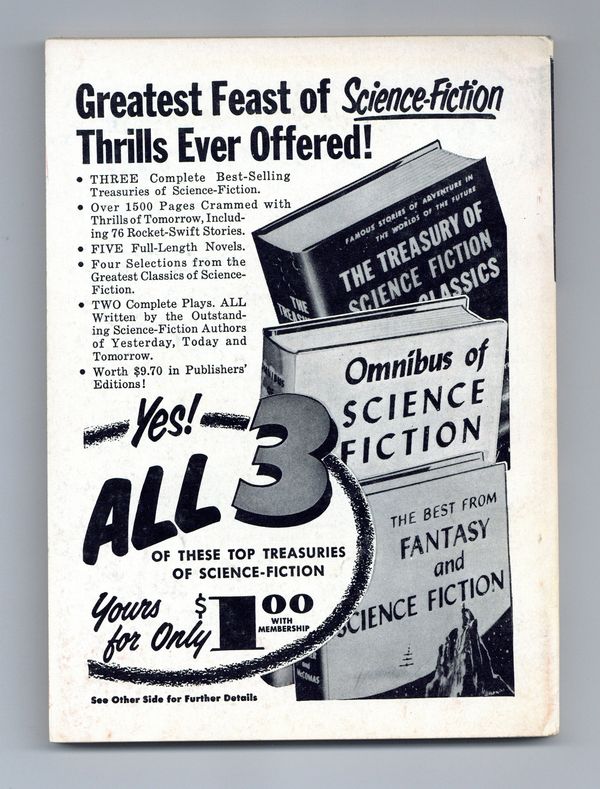 Greatest Feast of Science-Fiction
Thrills Ever Offered!
• THREE Complete Best-Selling
Treasuries of Science-Fiction.
• Over 1500 Pages Crammed with
Thrills of Tomorrow, Includ-
ing 76 Rocket-Swift Stories.
• FIVE Full-Length Novels.
• Four Selections from the
Greatest Classics of Science-
Fiction.
• TWO Complete Plays. ALL
Written by the Outstand-
ing Science-Fiction Authors
of Yesterday, Today and
Tomorrow.
• Worth $9.70 in Publishers'
Editions!
FAMOUS STORIES OF ADVENTURE IN
THE WORLDS OF THE FUTURE
THE TREASURY OF
SCIENCE FICTION
CLASSICS
THE
Omnibus of
SCIENCE
FICTION
THE BEST FROM
FANTASY
and
SCIENCE FICTION
McCOMAS
Yes!
ALL 3
OF THESE TOP TREASURIES
OF SCIENCE-FICTION
Yours
for Only
$1.00
WITH
MEMBERSHIP
See Other Side for Further Details